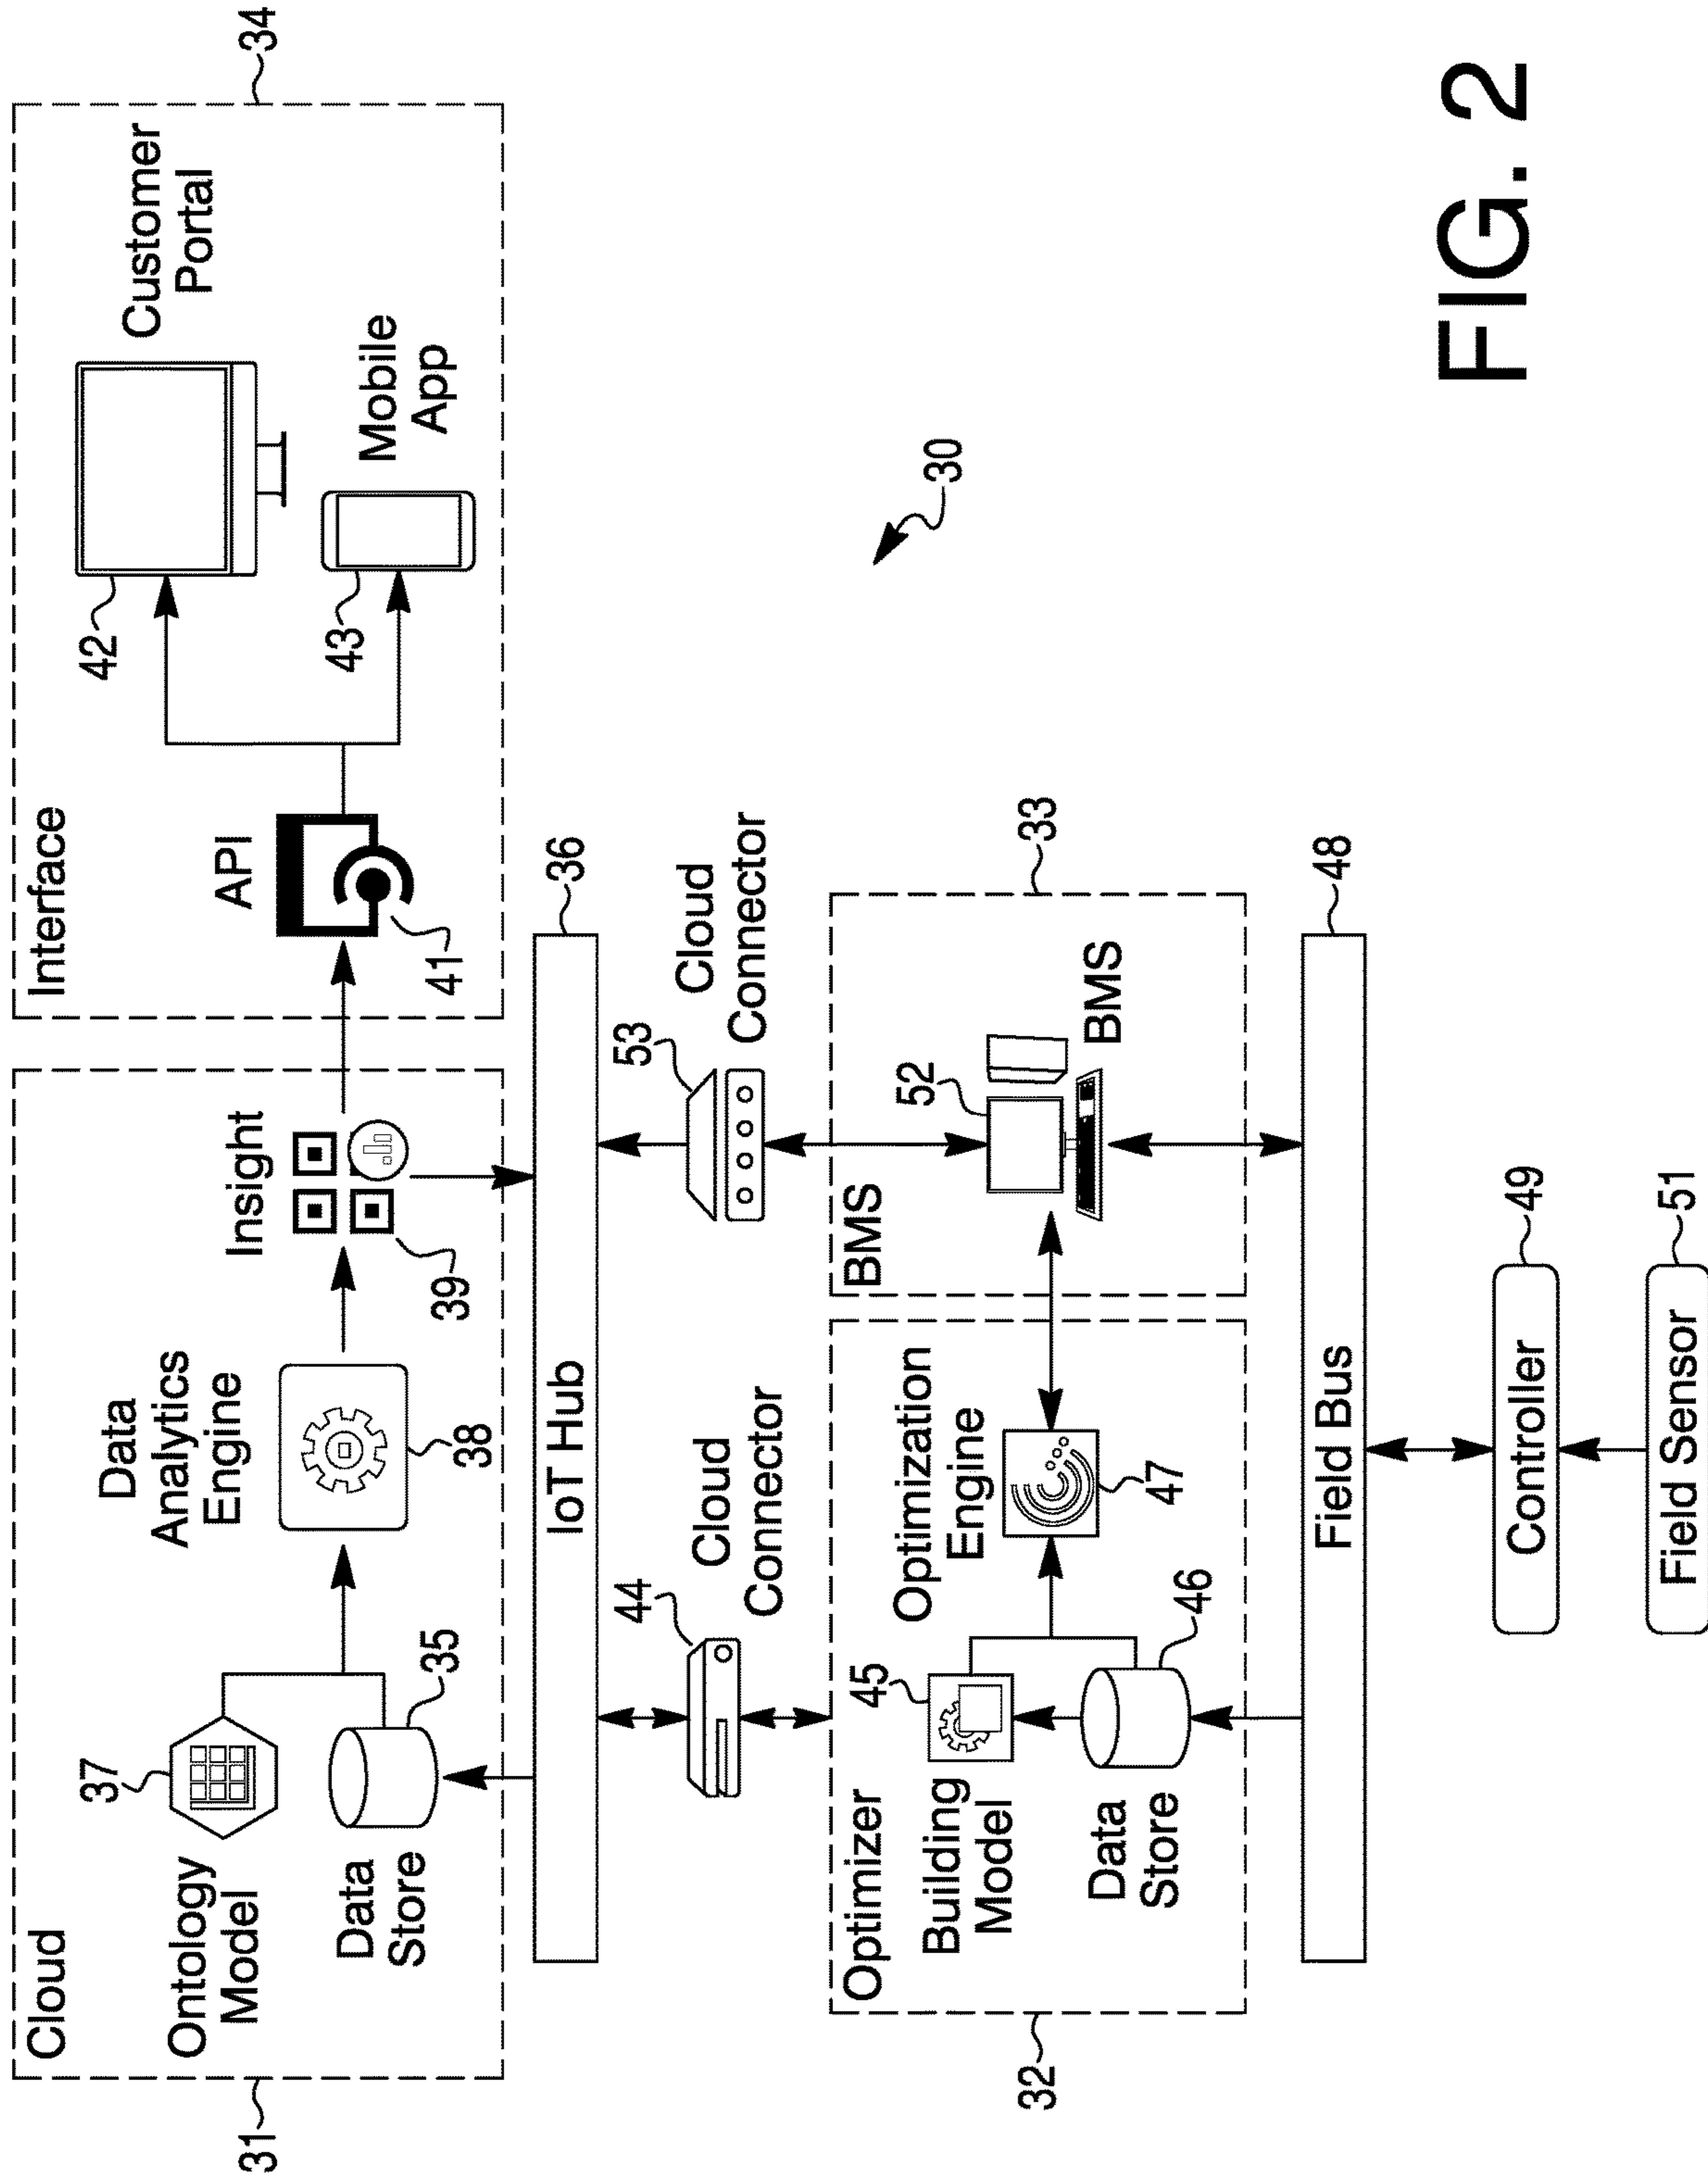 Cloud
Interface
31
34
37
Ontology
Model
Data
Store
35
Data
Analytics
Engine
38
Insight
39
API
41
42
Customer
Portal
43
Mobile
App
IoT Hub
36
44
Cloud
Connector
53
Cloud
Connector
30
Optimizer
32
Building
Model
45
Data
Store
46
Optimization
Engine
47
BMS
33
52
BMS
Field Bus
48
Controller
49
Field Sensor
51
FIG. 2